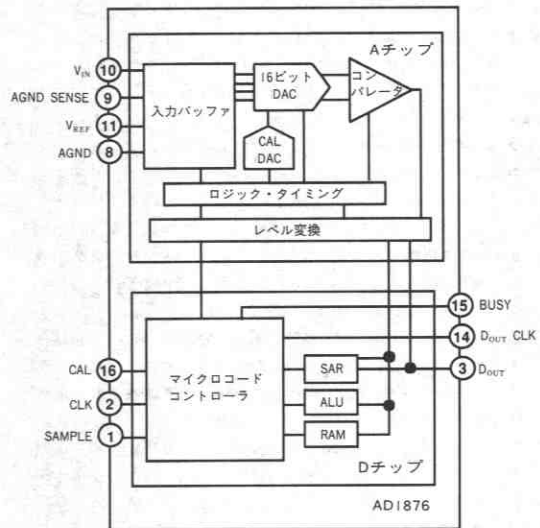 Aチップ
10
V_IN
9
AGND SENSE
11
V_REF
8
AGND
入力バッファ
16ビット
DAC
コン
パレータ
CAL
DAC
ロジック・タイミング
レベル変換
15 BUSY
14 D_OUT CLK
3 D_OUT
CAL 16
CLK 2
SAMPLE 1
マイクロコード
コントローラ
SAR
ALU
RAM
Dチップ
AD1876